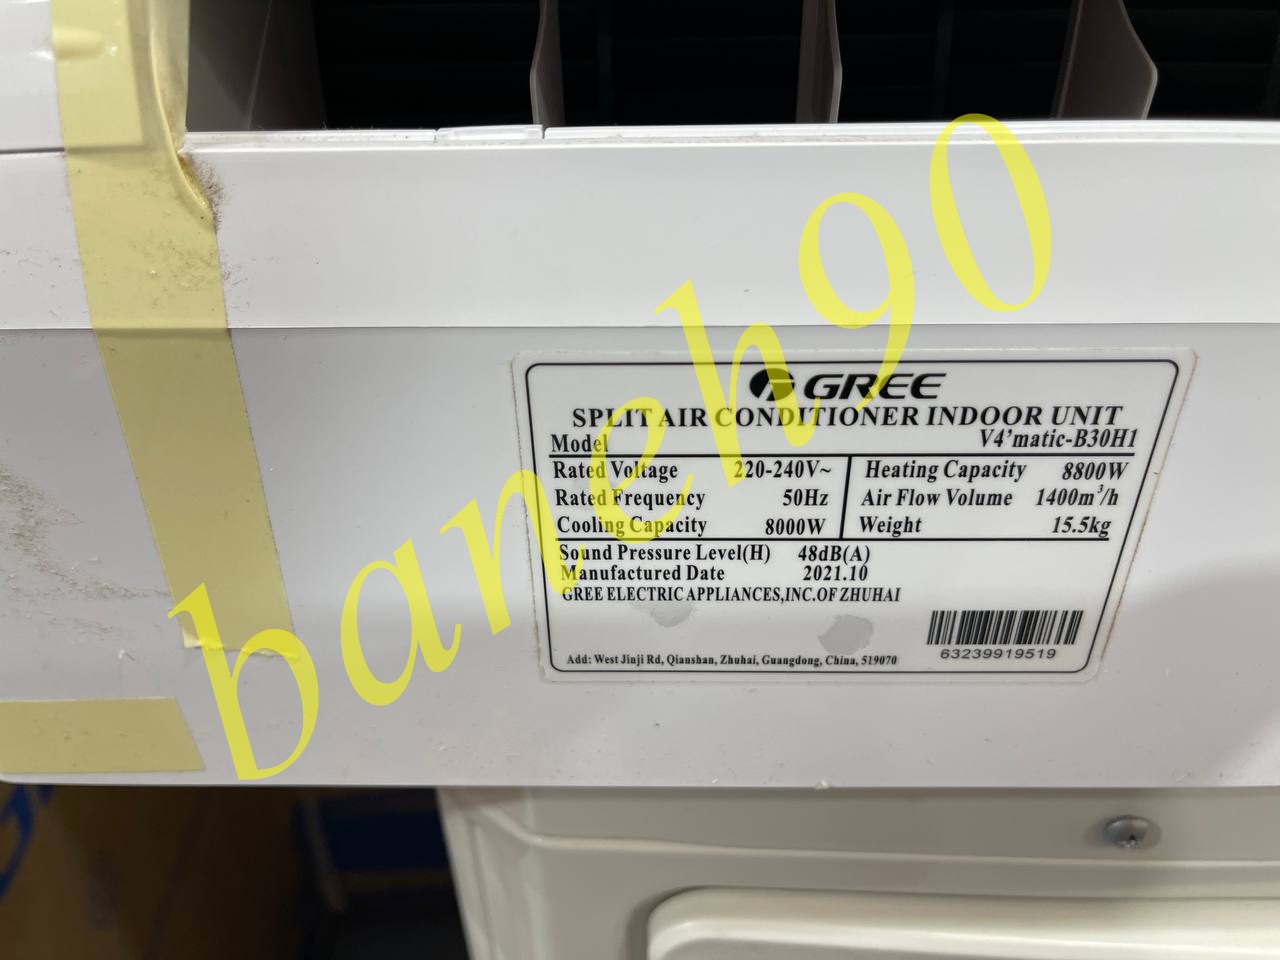 GREE
SPLIT AIR CONDITIONER INDOOR UNIT
Model V4'matic-B30H1
Rated Voltage 220-240V~ Heating Capacity 8800W
Rated Frequency 50Hz Air Flow Volume 1400m³/h
Cooling Capacity 8000W Weight 15.5kg
Sound Pressure Level(H) 48dB(A)
Manufactured Date 2021.10
GREE ELECTRIC APPLIANCES,INC.OF ZHUHAI
63239919519
Add: West Jinji Rd, Qianshan, Zhuhai, Guangdong, China, 519070
baneh90